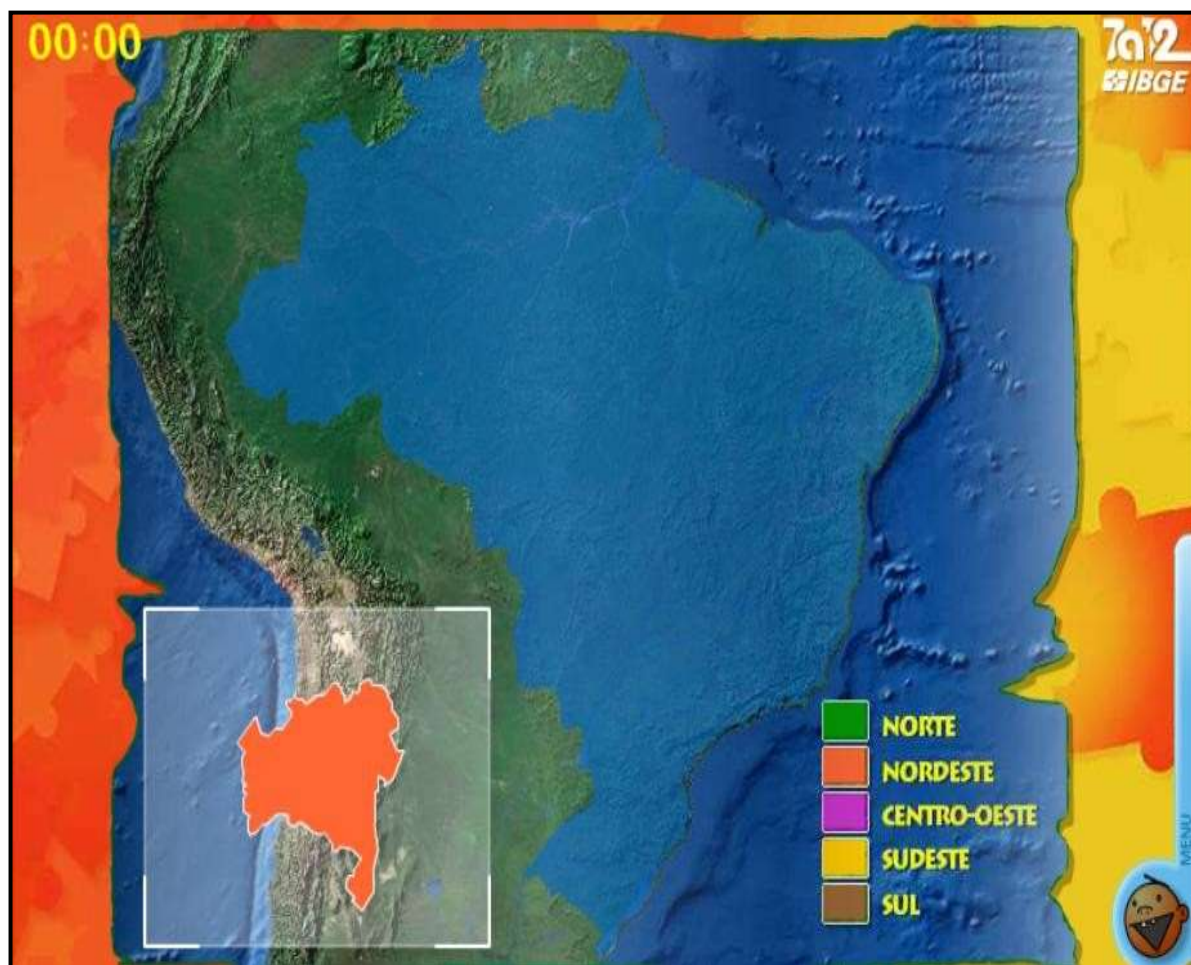 00:00
7a12
IBGE
NORTE
NORDESTE
CENTRO-OESTE
SUDESTE
SUL
MENU